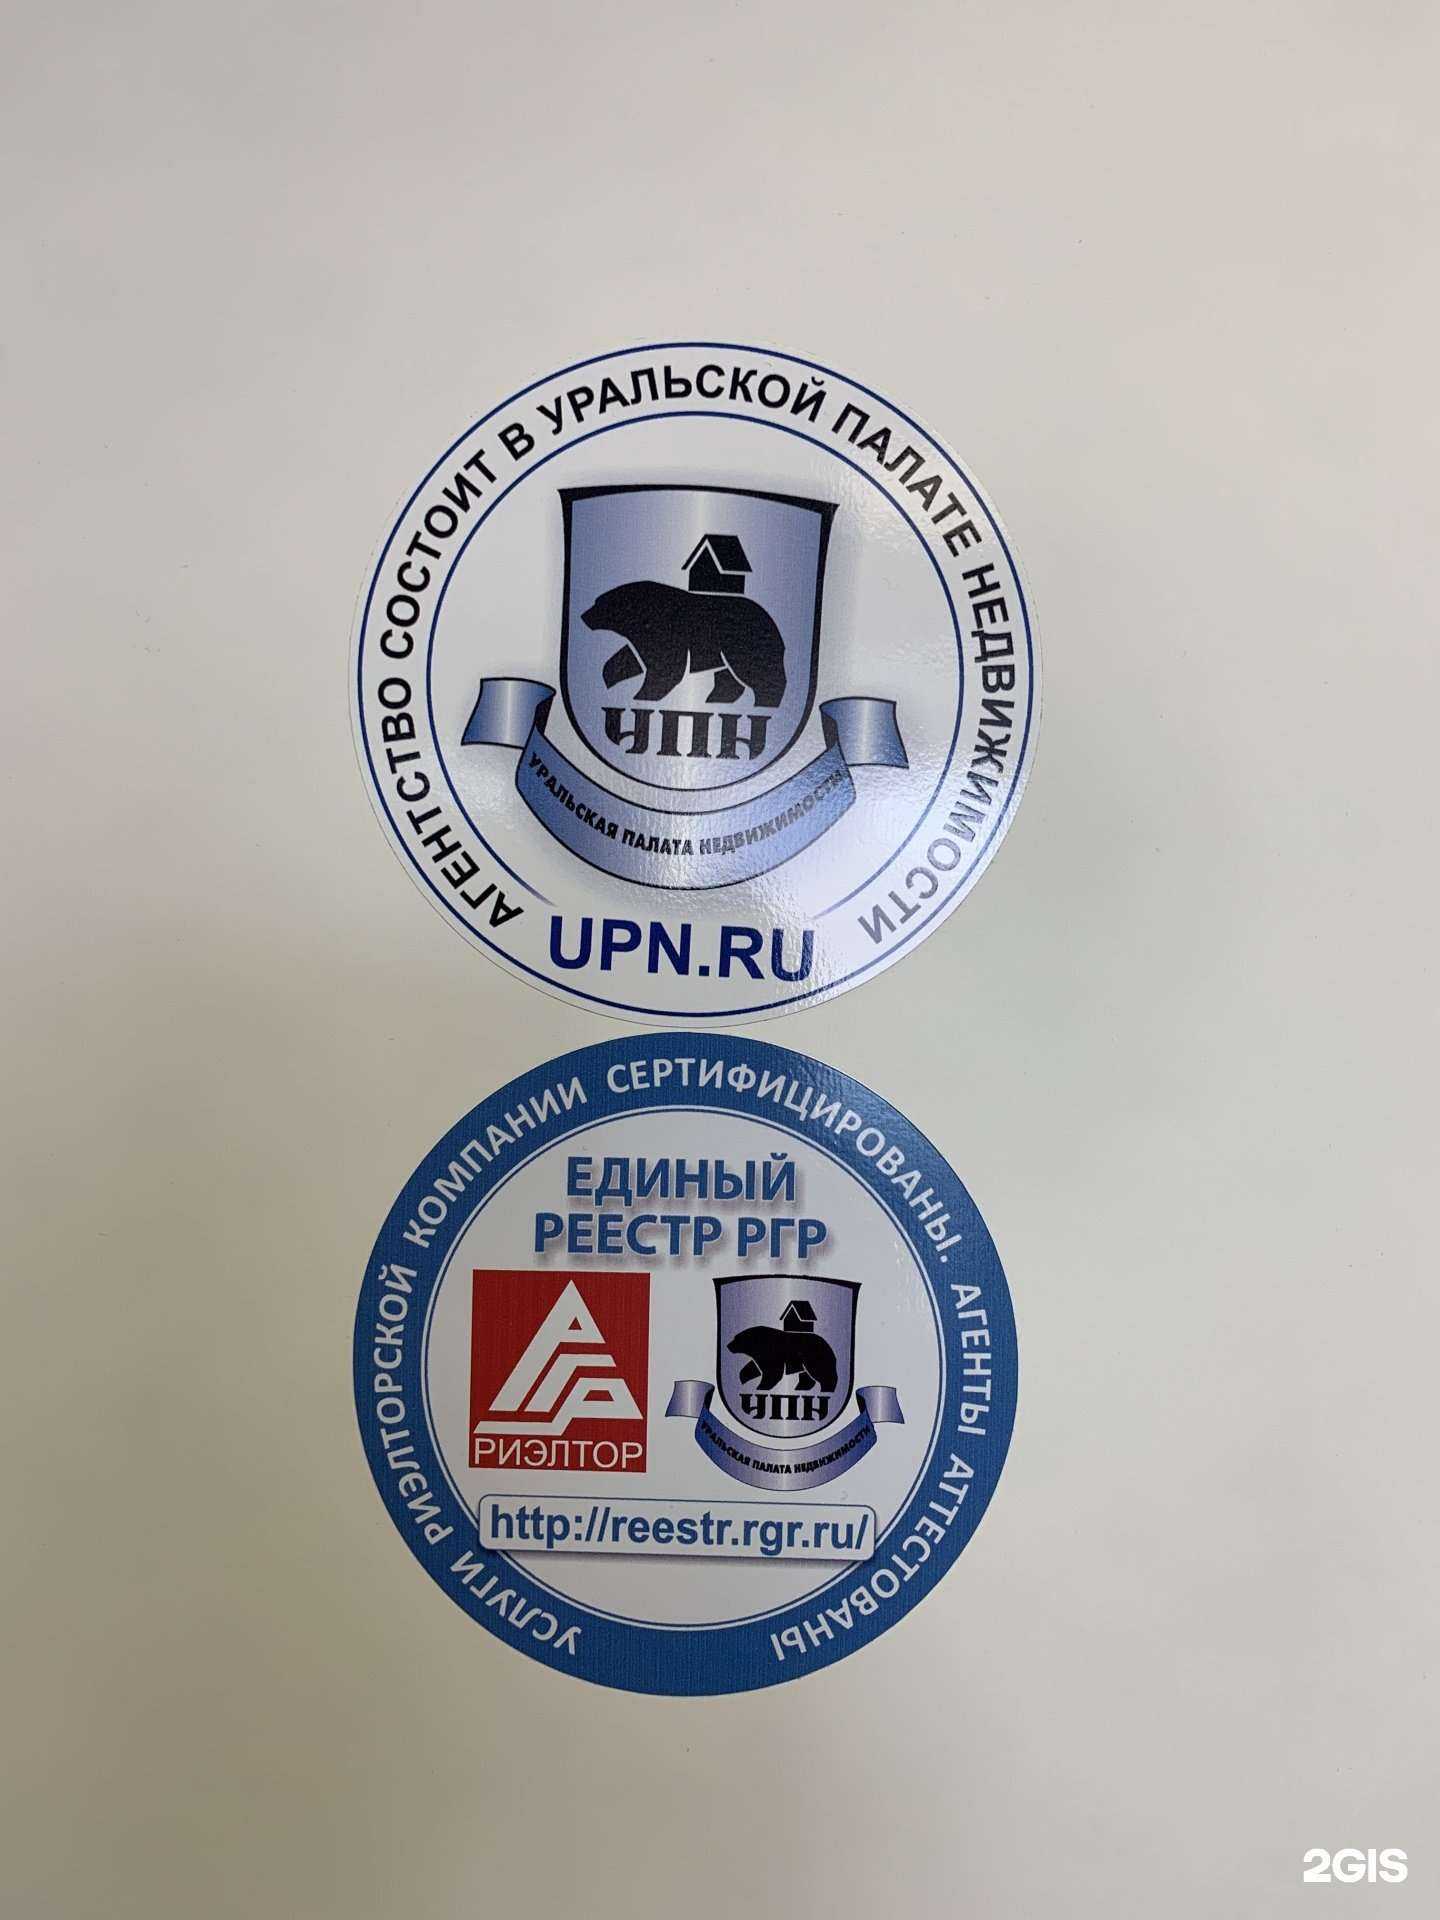 АГЕНТСТВО СОСТОИТ В УРАЛЬСКОЙ ПАЛАТЕ НЕДВИЖИМОСТИ
УПН
УРАЛЬСКАЯ ПАЛАТА НЕДВИЖИМОСТИ
UPN.RU
УСЛУГИ РИЭЛТОРСКОЙ КОМПАНИИ СЕРТИФИЦИРОВАНЫ. АГЕНТЫ АТТЕСТОВАНЫ
ЕДИНЫЙ
РЕЕСТР РГР
РГР
РИЭЛТОР
УПН
УРАЛЬСКАЯ ПАЛАТА НЕДВИЖИМОСТИ
http://reestr.rgr.ru/
2GIS